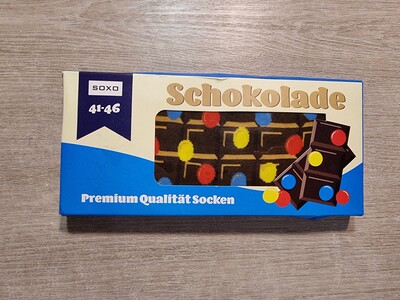 SOXO
41-46
Schokolade
Premium Qualität Socken